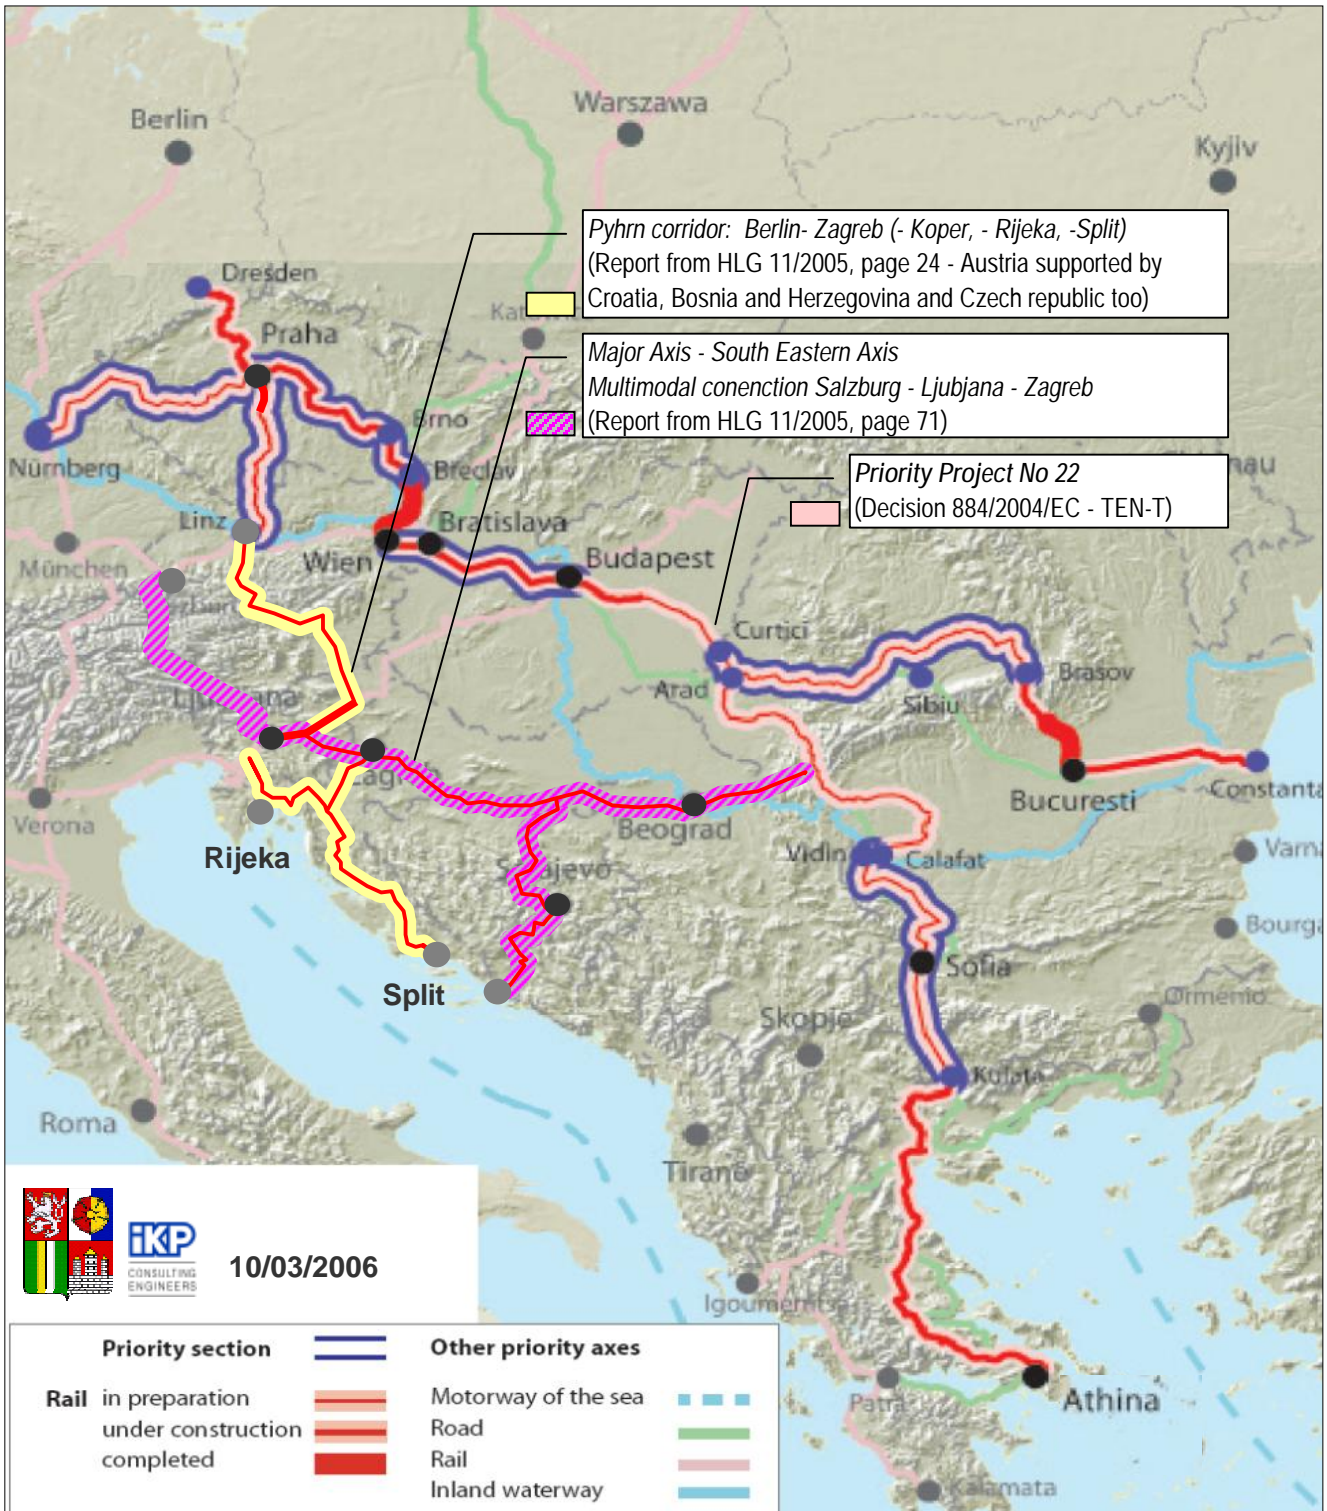 Warszawa
Berlin
Kyjiv
Pyhrn corridor: Berlin- Zagreb (- Koper, - Rijeka, -Split)
(Report from HLG 11/2005, page 24 - Austria supported by
Croatia, Bosnia and Herzegovina and Czech republic too)
Dresden
Praha
Major Axis - South Eastern Axis
Multimodal conenction Salzburg - Ljubjana - Zagreb
(Report from HLG 11/2005, page 71)
Brno
Nürnberg
Breclav
Priority Project No 22
(Decision 884/2004/EC - TEN-T)
Linz
Bratislava
Wien
Budapest
München
Curtici
Arad
Brasov
Sibiu
Bucuresti
Constanta
Verona
Beograd
Rijeka
Vidin
Calafat
Varna
Sarajevo
Bourga
Split
Sofia
Ormenio
Skopje
Kulata
Roma
Tiranë
iKP
CONSULTING
ENGINEERS
10/03/2006
Igoumenitsa
Patra
Athina
Kalamata
Priority section
Other priority axes
Rail in preparation
Motorway of the sea
under construction
Road
completed
Rail
Inland waterway